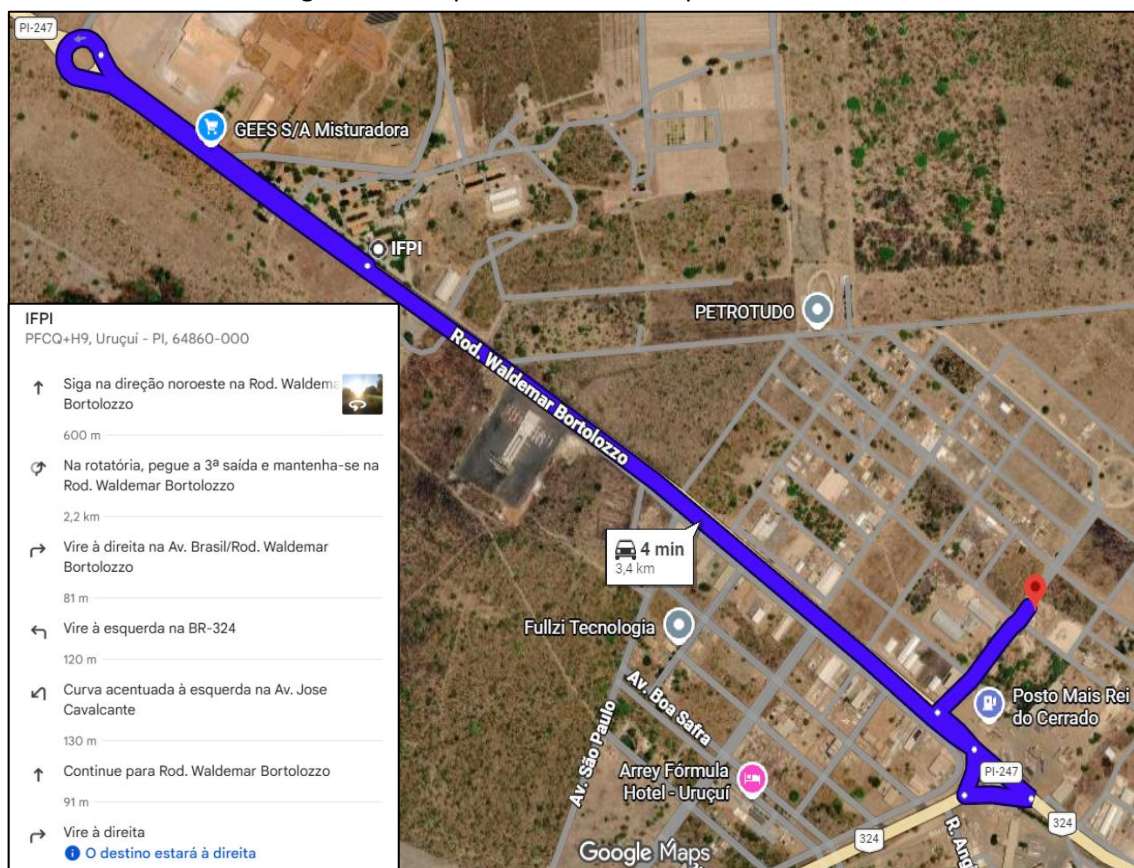 PI-247
GEES S/A Misturadora
IFPI
PETROTUDO
Rod. Waldemar Bortolozzo
4 min
3,4 km
Fullzi Tecnologia
Av. Boa Safra
Av. São Paulo
Arrey Fórmula
Hotel - Uruçuí
Posto Mais Rei
do Cerrado
PI-247
324
324
R. Ang
Google Maps
IFPI
PFCQ+H9, Uruçuí - PI, 64860-000
Siga na direção noroeste na Rod. Waldema
Bortolozzo
600 m
Na rotatória, pegue a 3ª saída e mantenha-se na
Rod. Waldemar Bortolozzo
2,2 km
Vire à direita na Av. Brasil/Rod. Waldemar
Bortolozzo
81 m
Vire à esquerda na BR-324
120 m
Curva acentuada à esquerda na Av. Jose
Cavalcante
130 m
Continue para Rod. Waldemar Bortolozzo
91 m
Vire à direita
O destino estará à direita